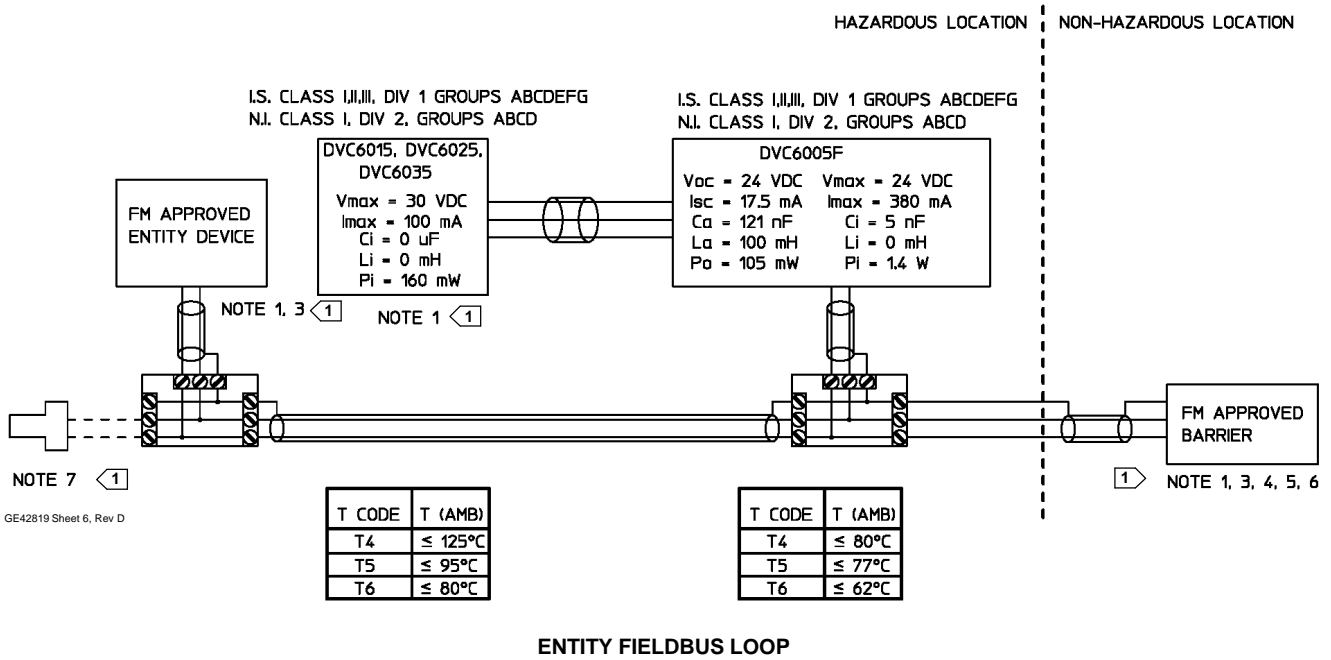 HAZARDOUS LOCATION
NON-HAZARDOUS LOCATION
I.S. CLASS I,II,III, DIV 1 GROUPS ABCDEFG
N.I. CLASS I, DIV 2, GROUPS ABCD
I.S. CLASS I,II,III, DIV 1 GROUPS ABCDEFG
N.I. CLASS I, DIV 2, GROUPS ABCD
FM APPROVED
ENTITY DEVICE
DVC6015, DVC6025,
DVC6035
Vmax = 30 VDC
Imax = 100 mA
Ci = 0 uF
Li = 0 mH
Pi = 160 mW
DVC6005F
Voc = 24 VDC Vmax = 24 VDC
Isc = 17.5 mA Imax = 380 mA
Ca = 121 nF Ci = 5 nF
La = 100 mH Li = 0 mH
Po = 105 mW Pi = 1.4 W
NOTE 1, 3 1
NOTE 1 1
FM APPROVED
BARRIER
NOTE 7 1
1 NOTE 1, 3, 4, 5, 6
GE42819 Sheet 6, Rev D
T CODE T (AMB)
T4 ≤ 125°C
T5 ≤ 95°C
T6 ≤ 80°C
T CODE T (AMB)
T4 ≤ 80°C
T5 ≤ 77°C
T6 ≤ 62°C
ENTITY FIELDBUS LOOP